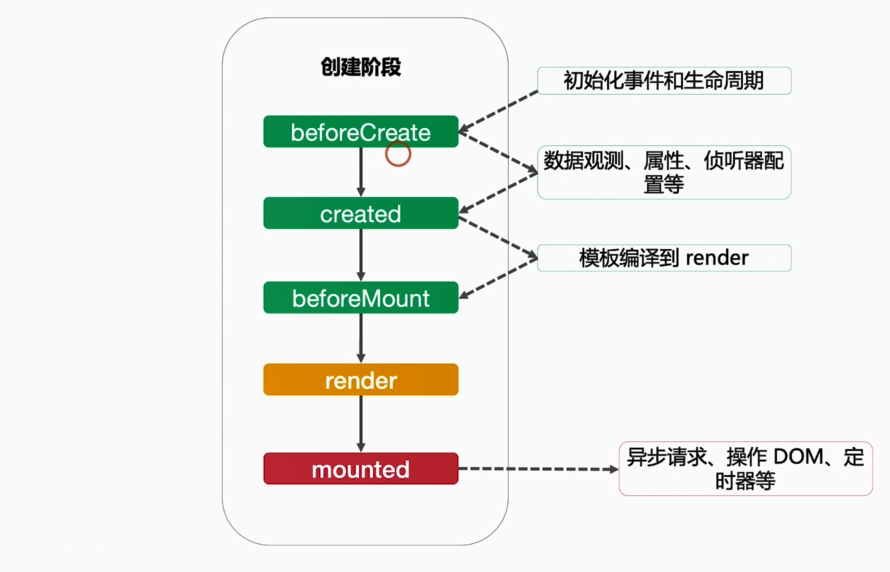 创建阶段
初始化事件和生命周期
beforeCreate
数据观测、属性、侦听器配
置等
created
模板编译到 render
beforeMount
render
mounted
异步请求、操作 DOM、定
时器等